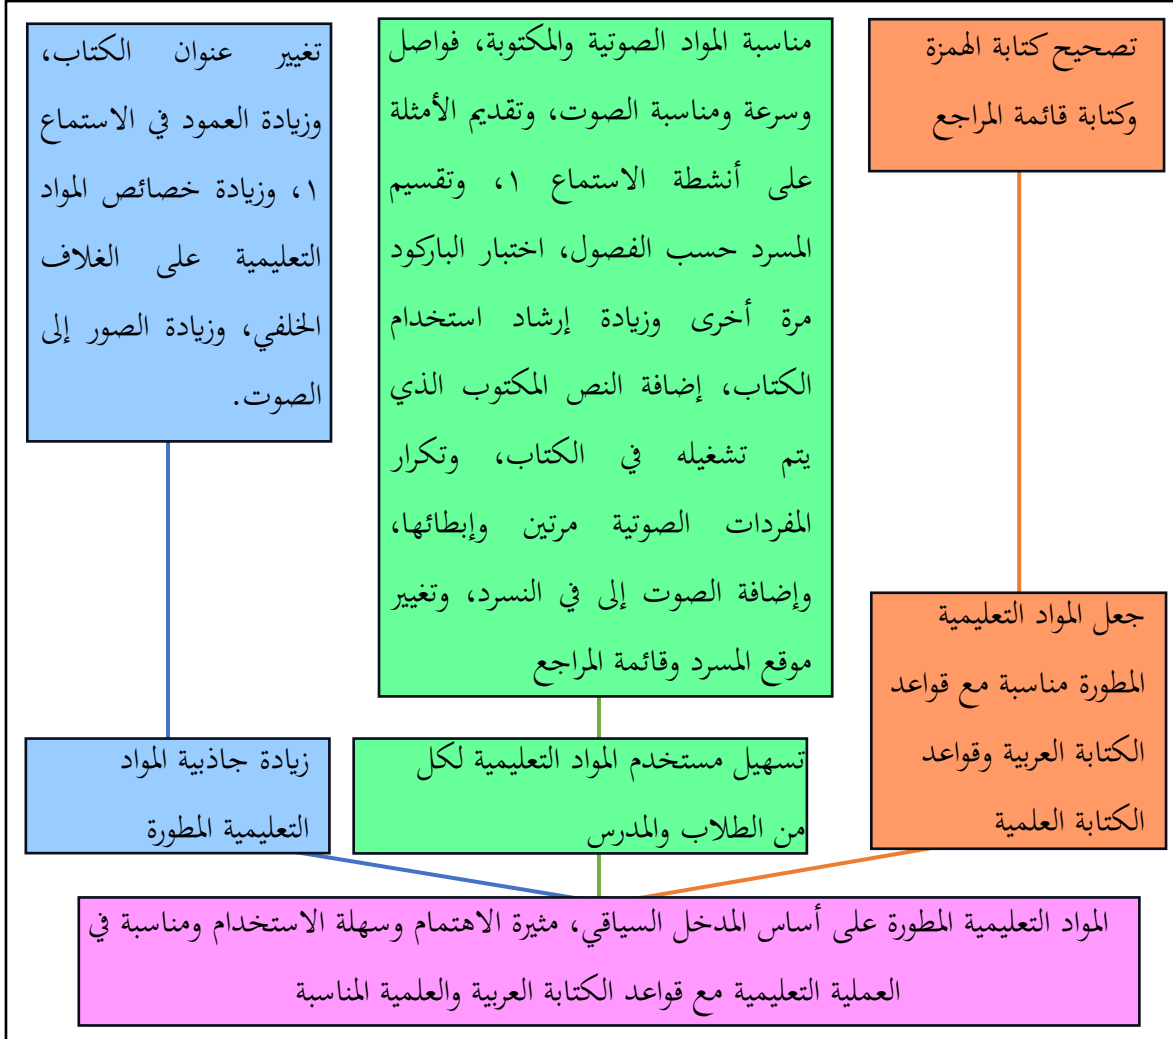 تصحيح كتابة الهمزة
وكتابة قائمة المراجع
مناسبة المواد الصوتية والمكتوبة، فواصل
وسرعة ومناسبة الصوت، وتقديم الأمثلة
على أنشطة الاستماع ١، وتقسيم
المسرد حسب الفصول، اختبار الباركود
مرة أخرى وزيادة إرشاد استخدام
الكتاب، إضافة النص المكتوب الذي
يتم تشغيله في الكتاب، وتكرار
المفردات الصوتية مرتين وإبطائها،
وإضافة الصوت إلى في النسرد، وتغيير
موقع المسرد وقائمة المراجع
تغيير عنوان الكتاب،
وزيادة العمود في الاستماع
١، وزيادة خصائص المواد
التعليمية على الغلاف
الخلفي، وزيادة الصور إلى
الصوت.
جعل المواد التعليمية
المطورة مناسبة مع قواعد
الكتابة العربية وقواعد
الكتابة العلمية
تسهيل مستخدم المواد التعليمية لكل
من الطلاب والمدرس
زيادة جاذبية المواد
التعليمية المطورة
المواد التعليمية المطورة على أساس المدخل السياقي، مثيرة الاهتمام وسهلة الاستخدام ومناسبة في
العملية التعليمية مع قواعد الكتابة العربية والعلمية المناسبة